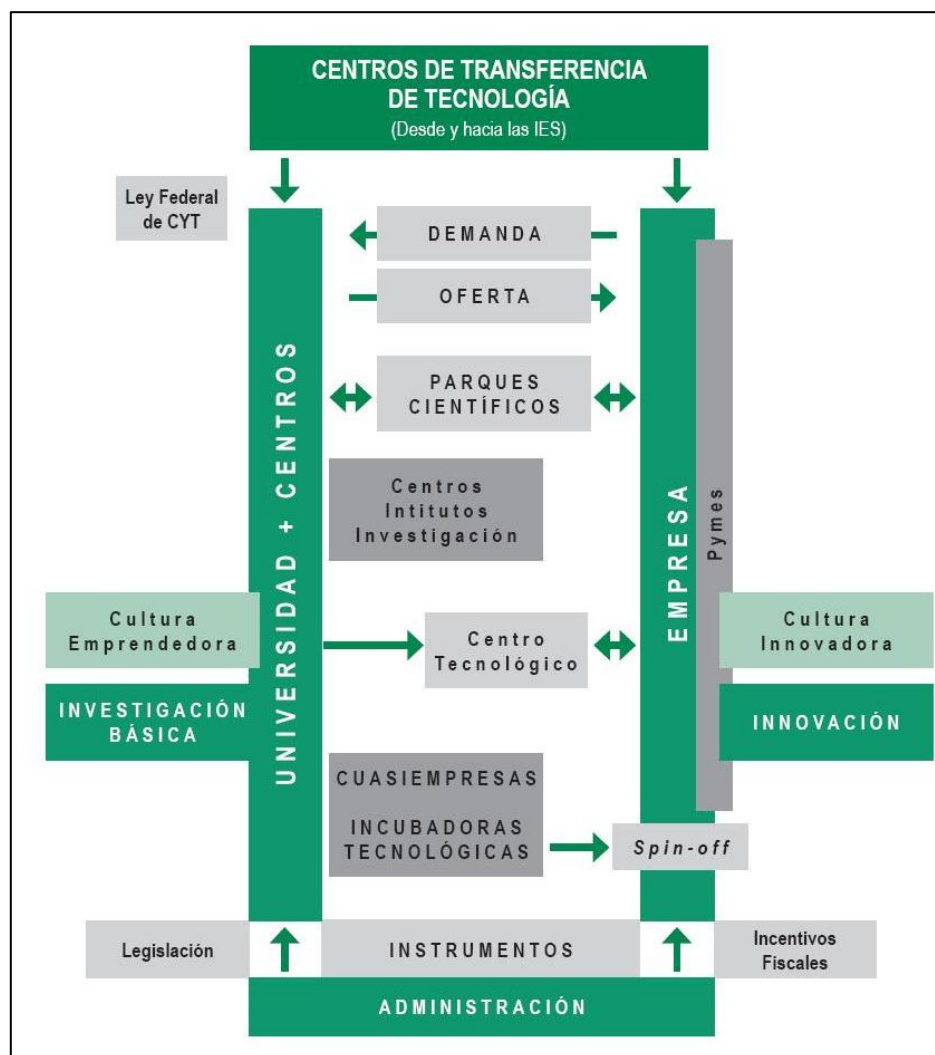 CENTROS DE TRANSFERENCIA
DE TECNOLOGÍA
(Desde y hacia las IES)
Ley Federal
de CYT
DEMANDA
OFERTA
PARQUES
CIENTÍFICOS
UNIVERSIDAD + CENTROS
EMPRESA
Pymes
Centros
Intitutos
Investigación
Cultura
Emprendedora
Centro
Tecnológico
Cultura
Innovadora
INVESTIGACIÓN
BÁSICA
INNOVACIÓN
CUASIEMPRESAS
INCUBADORAS
TECNOLÓGICAS
Spin-off
Legislación
INSTRUMENTOS
Incentivos
Fiscales
ADMINISTRACIÓN